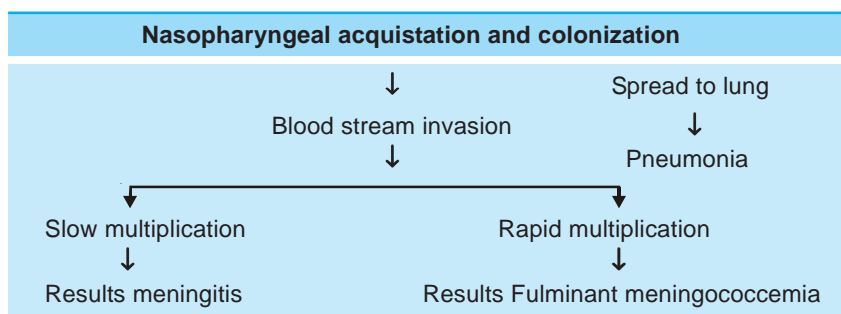 Nasopharyngeal acquistation and colonization
↓ Spread to lung
Blood stream invasion ↓
↓ Pneumonia
Slow multiplication Rapid multiplication
↓ ↓
Results meningitis Results Fulminant meningococcemia